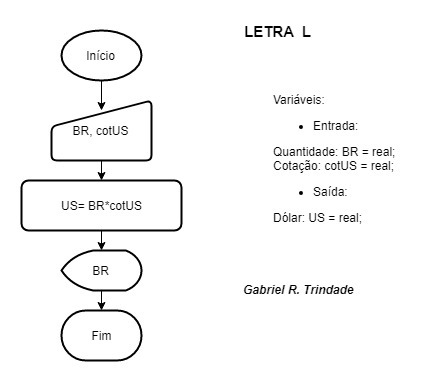 LETRA L
Início
BR, cotUS
US= BR*cotUS
BR
Fim
Variáveis:
• Entrada:
Quantidade: BR = real;
Cotação: cotUS = real;
• Saída:
Dólar: US = real;
Gabriel R. Trindade